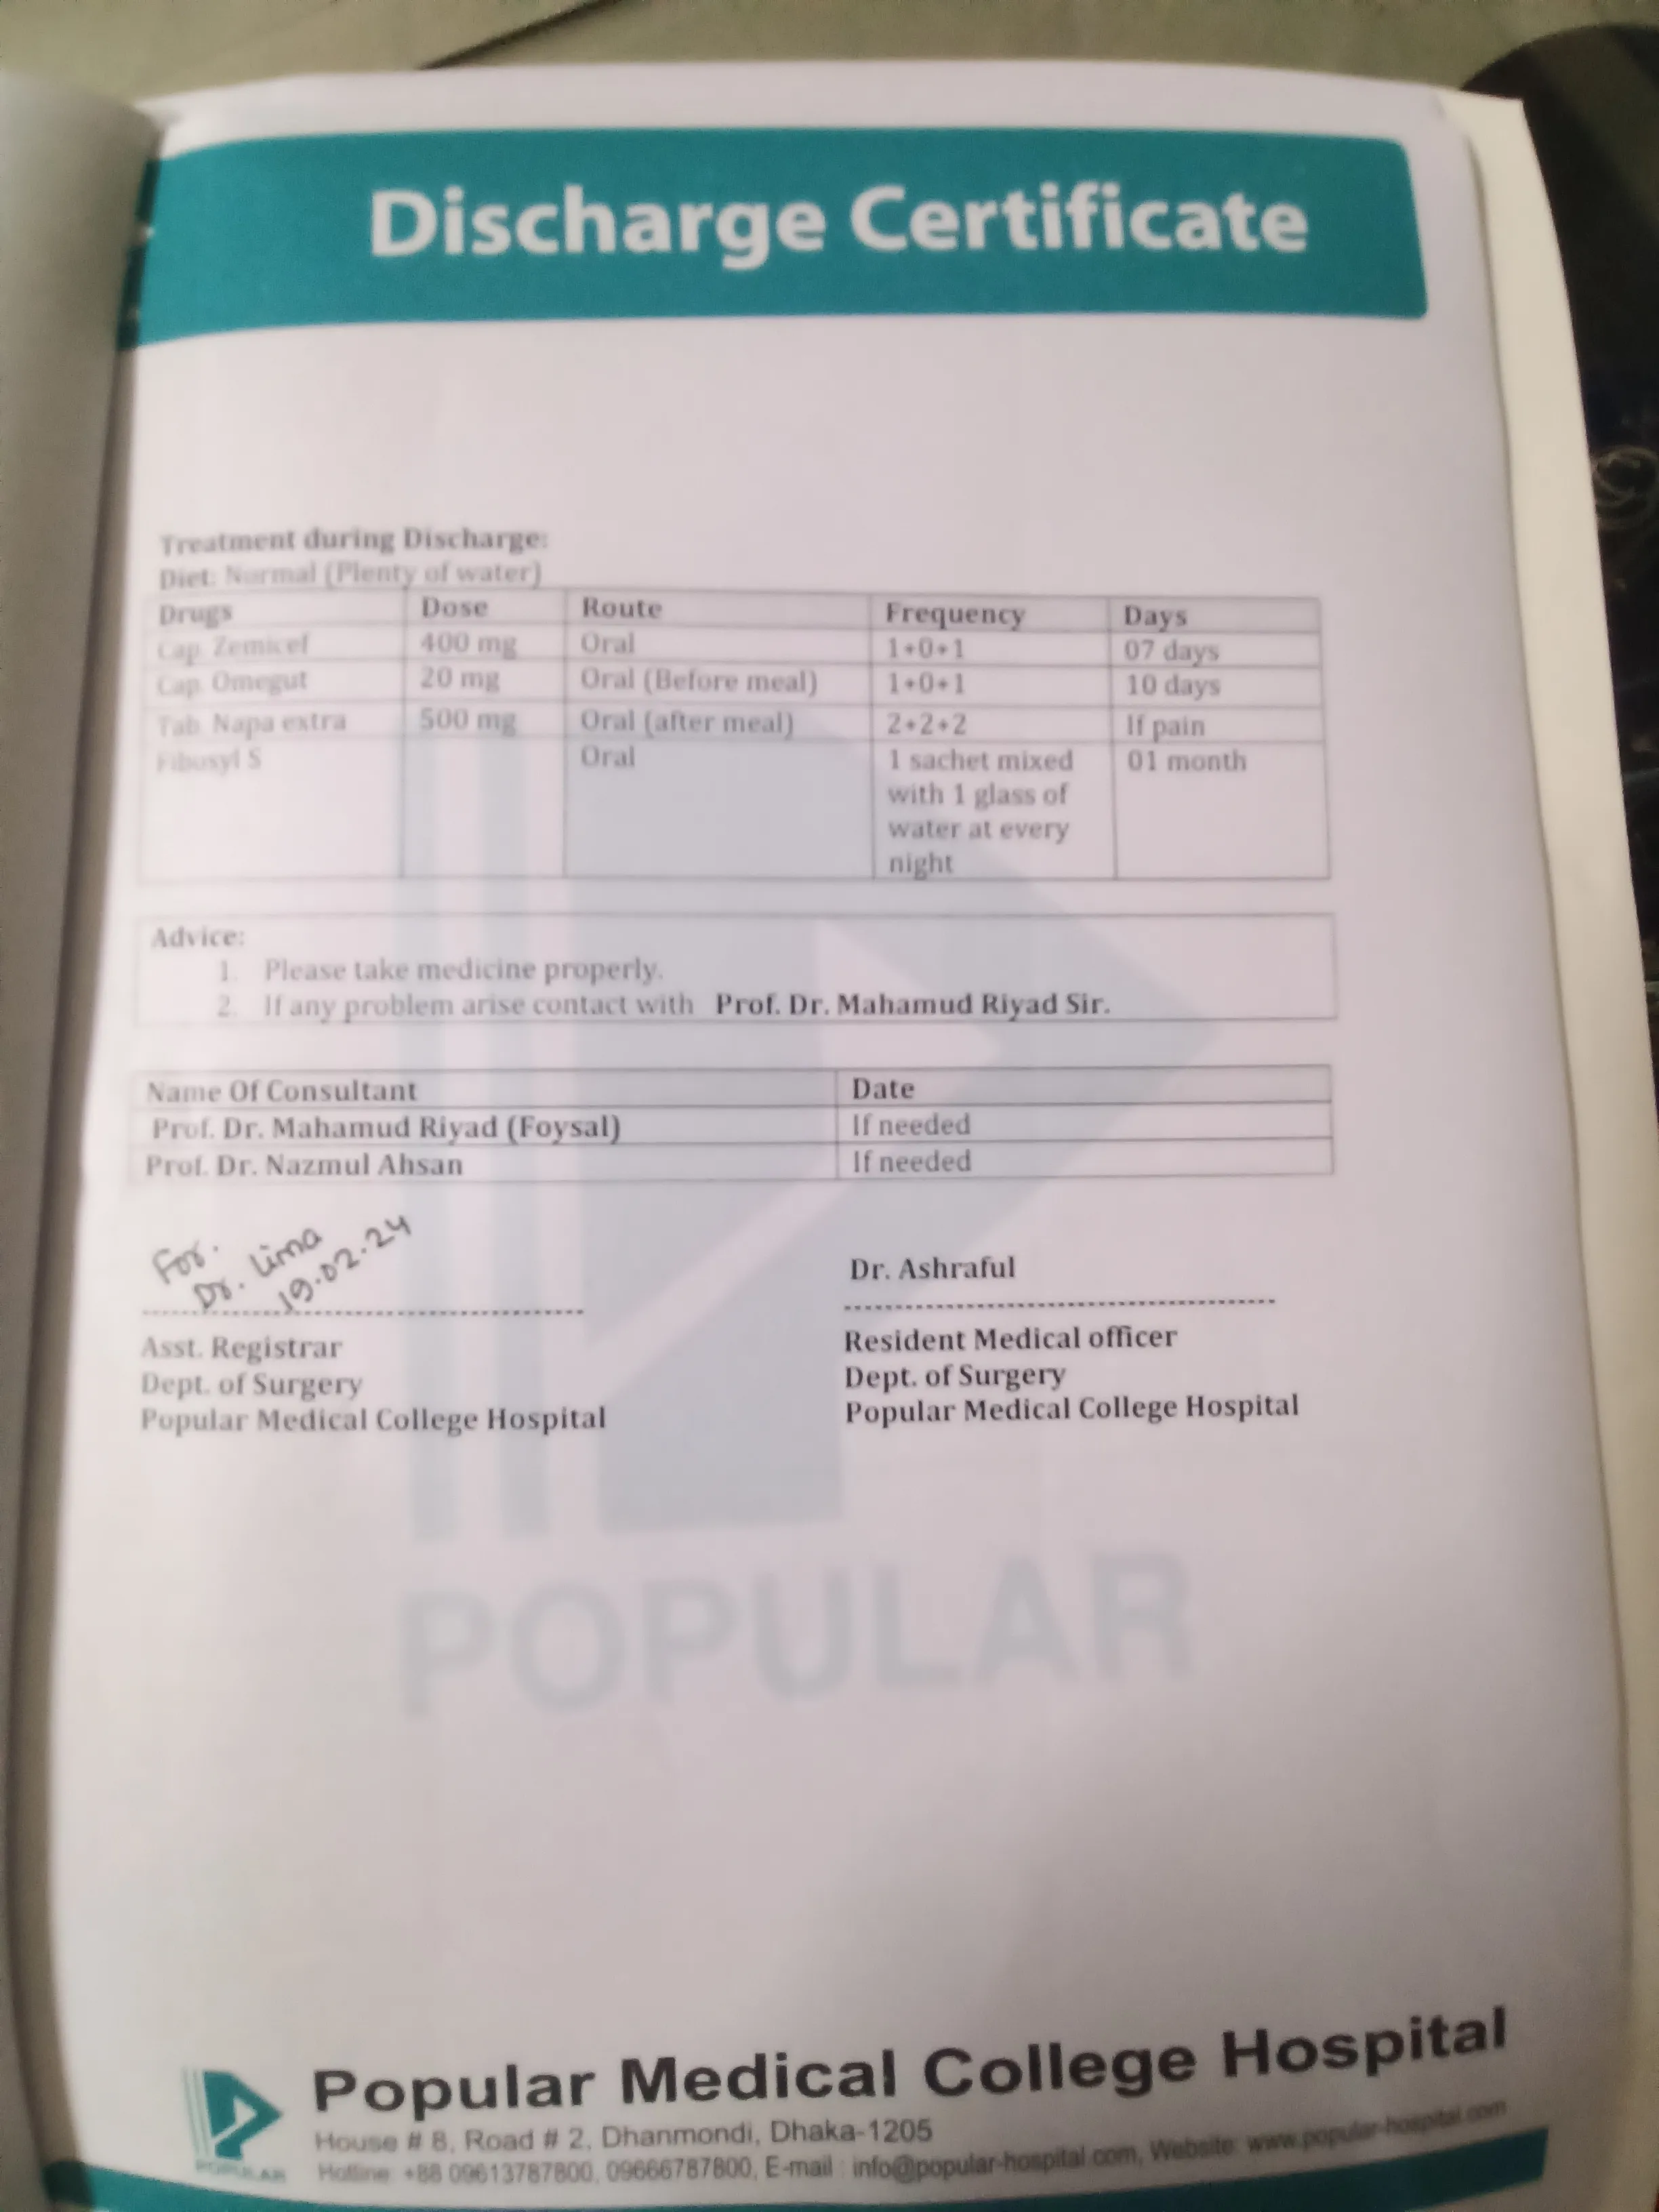 Discharge Certificate
Treatment during Discharge:
Diet: Normal (Plenty of water)
Drugs Dose Route Frequency Days
Cap. Zemicef 400 mg Oral 1+0+1 07 days
Cap. Omegut 20 mg Oral (Before meal) 1+0+1 10 days
Tab. Napa extra 500 mg Oral (after meal) 2+2+2 If pain
Fibosyl S Oral 1 sachet mixed 01 month
with 1 glass of
water at every
night
Advice:
1. Please take medicine properly.
2. If any problem arise contact with Prof. Dr. Mahamud Riyad Sir.
Name Of Consultant Date
Prof. Dr. Mahamud Riyad (Foysal) If needed
Prof. Dr. Nazmul Ahsan If needed
For.
Dr. Lima
19.02.24
Asst. Registrar
Dept. of Surgery
Popular Medical College Hospital
Dr. Ashraful
Resident Medical officer
Dept. of Surgery
Popular Medical College Hospital
POPULAR
POPULAR
Popular Medical College Hospital
House # 8, Road # 2, Dhanmondi, Dhaka-1205
Hotline: +88 09613787800, 09666787800, E-mail : info@popular-hospital.com, Website: www.popular-hospital.com